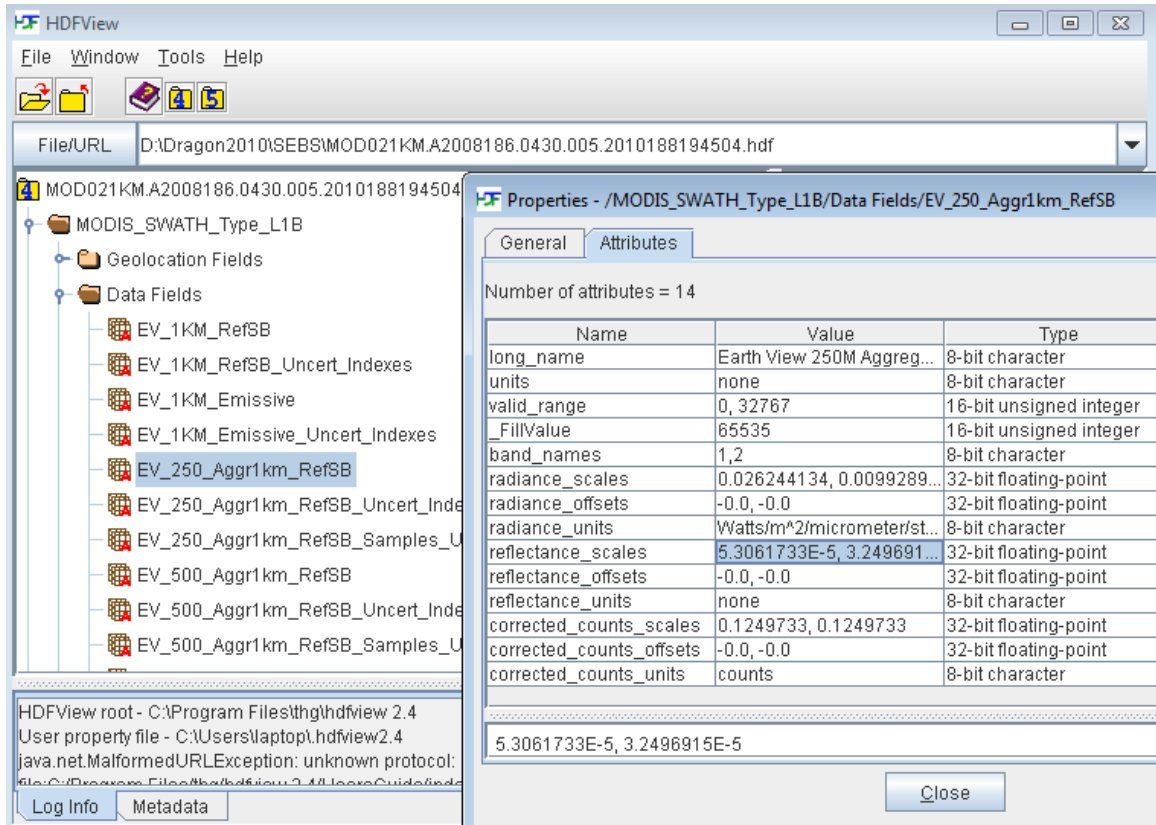 HDFView
File Window Tools Help
4 5
File/URL D:\Dragon2010\SEBS\MOD021KM.A2008186.0430.005.2010188194504.hdf
4 MOD021KM.A2008186.0430.005.2010188194504
MODIS_SWATH_Type_L1B
Geolocation Fields
Data Fields
EV_1KM_RefSB
EV_1KM_RefSB_Uncert_Indexes
EV_1KM_Emissive
EV_1KM_Emissive_Uncert_Indexes
EV_250_Aggr1km_RefSB
EV_250_Aggr1km_RefSB_Uncert_Inde
EV_250_Aggr1km_RefSB_Samples_U
EV_500_Aggr1km_RefSB
EV_500_Aggr1km_RefSB_Uncert_Inde
EV_500_Aggr1km_RefSB_Samples_U
HDFView root - C:\Program Files\thg\hdfview 2.4
User property file - C:\Users\laptop\.hdfview2.4
java.net.MalformedURLException: unknown protocol:
Log Info Metadata
Properties - /MODIS_SWATH_Type_L1B/Data Fields/EV_250_Aggr1km_RefSB
General Attributes
Number of attributes = 14
Name Value Type
long_name Earth View 250M Aggreg... 8-bit character
units none 8-bit character
valid_range 0, 32767 16-bit unsigned integer
_FillValue 65535 16-bit unsigned integer
band_names 1,2 8-bit character
radiance_scales 0.026244134, 0.0099289... 32-bit floating-point
radiance_offsets -0.0, -0.0 32-bit floating-point
radiance_units Watts/m^2/micrometer/st... 8-bit character
reflectance_scales 5.3061733E-5, 3.249691... 32-bit floating-point
reflectance_offsets -0.0, -0.0 32-bit floating-point
reflectance_units none 8-bit character
corrected_counts_scales 0.1249733, 0.1249733 32-bit floating-point
corrected_counts_offsets -0.0, -0.0 32-bit floating-point
corrected_counts_units counts 8-bit character
5.3061733E-5, 3.2496915E-5
Close